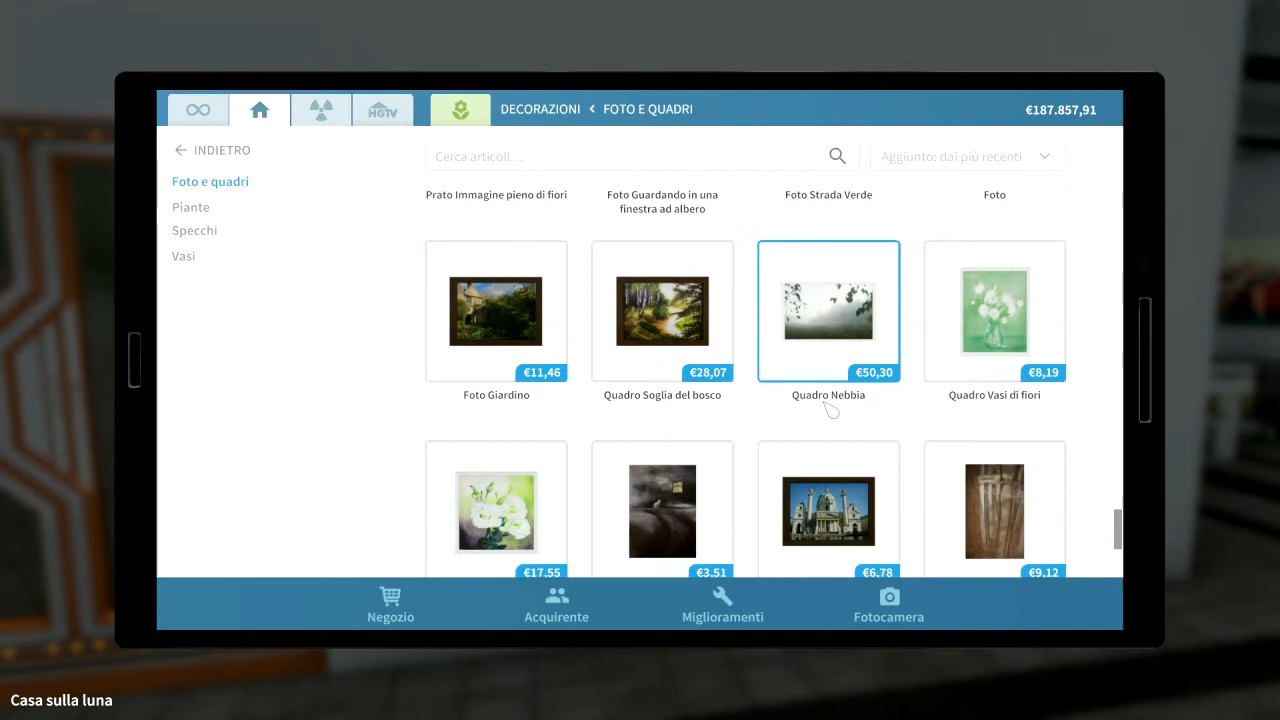 HGTV
DECORAZIONI < FOTO E QUADRI
€187.857,91
← INDIETRO
Cerca articoli...
Aggiunto: dai più recenti
Foto e quadri
Piante
Specchi
Vasi
Prato Immagine pieno di fiori
Foto Guardando in una
finestra ad albero
Foto Strada Verde
Foto
€11,46
€28,07
€50,30
€8,19
Foto Giardino
Quadro Soglia del bosco
Quadro Nebbia
Quadro Vasi di fiori
€17,55
€3,51
€6,78
€9,12
Negozio
Acquirente
Miglioramenti
Fotocamera
Casa sulla luna